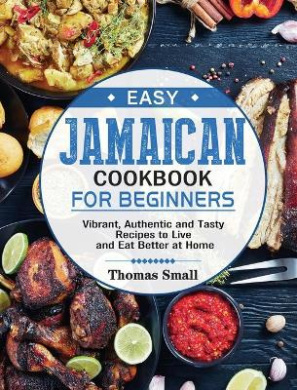 EASY
JAMAICAN
COOKBOOK
FOR BEGINNERS
Vibrant, Authentic and Tasty
Recipes to Live
and Eat Better at Home
Thomas Small